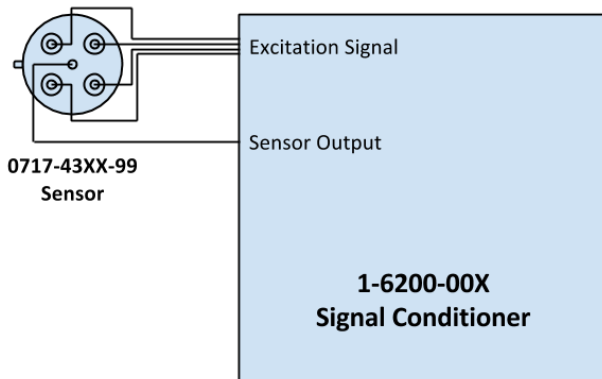 Excitation Signal
Sensor Output
0717-43XX-99
Sensor
1-6200-00X
Signal Conditioner